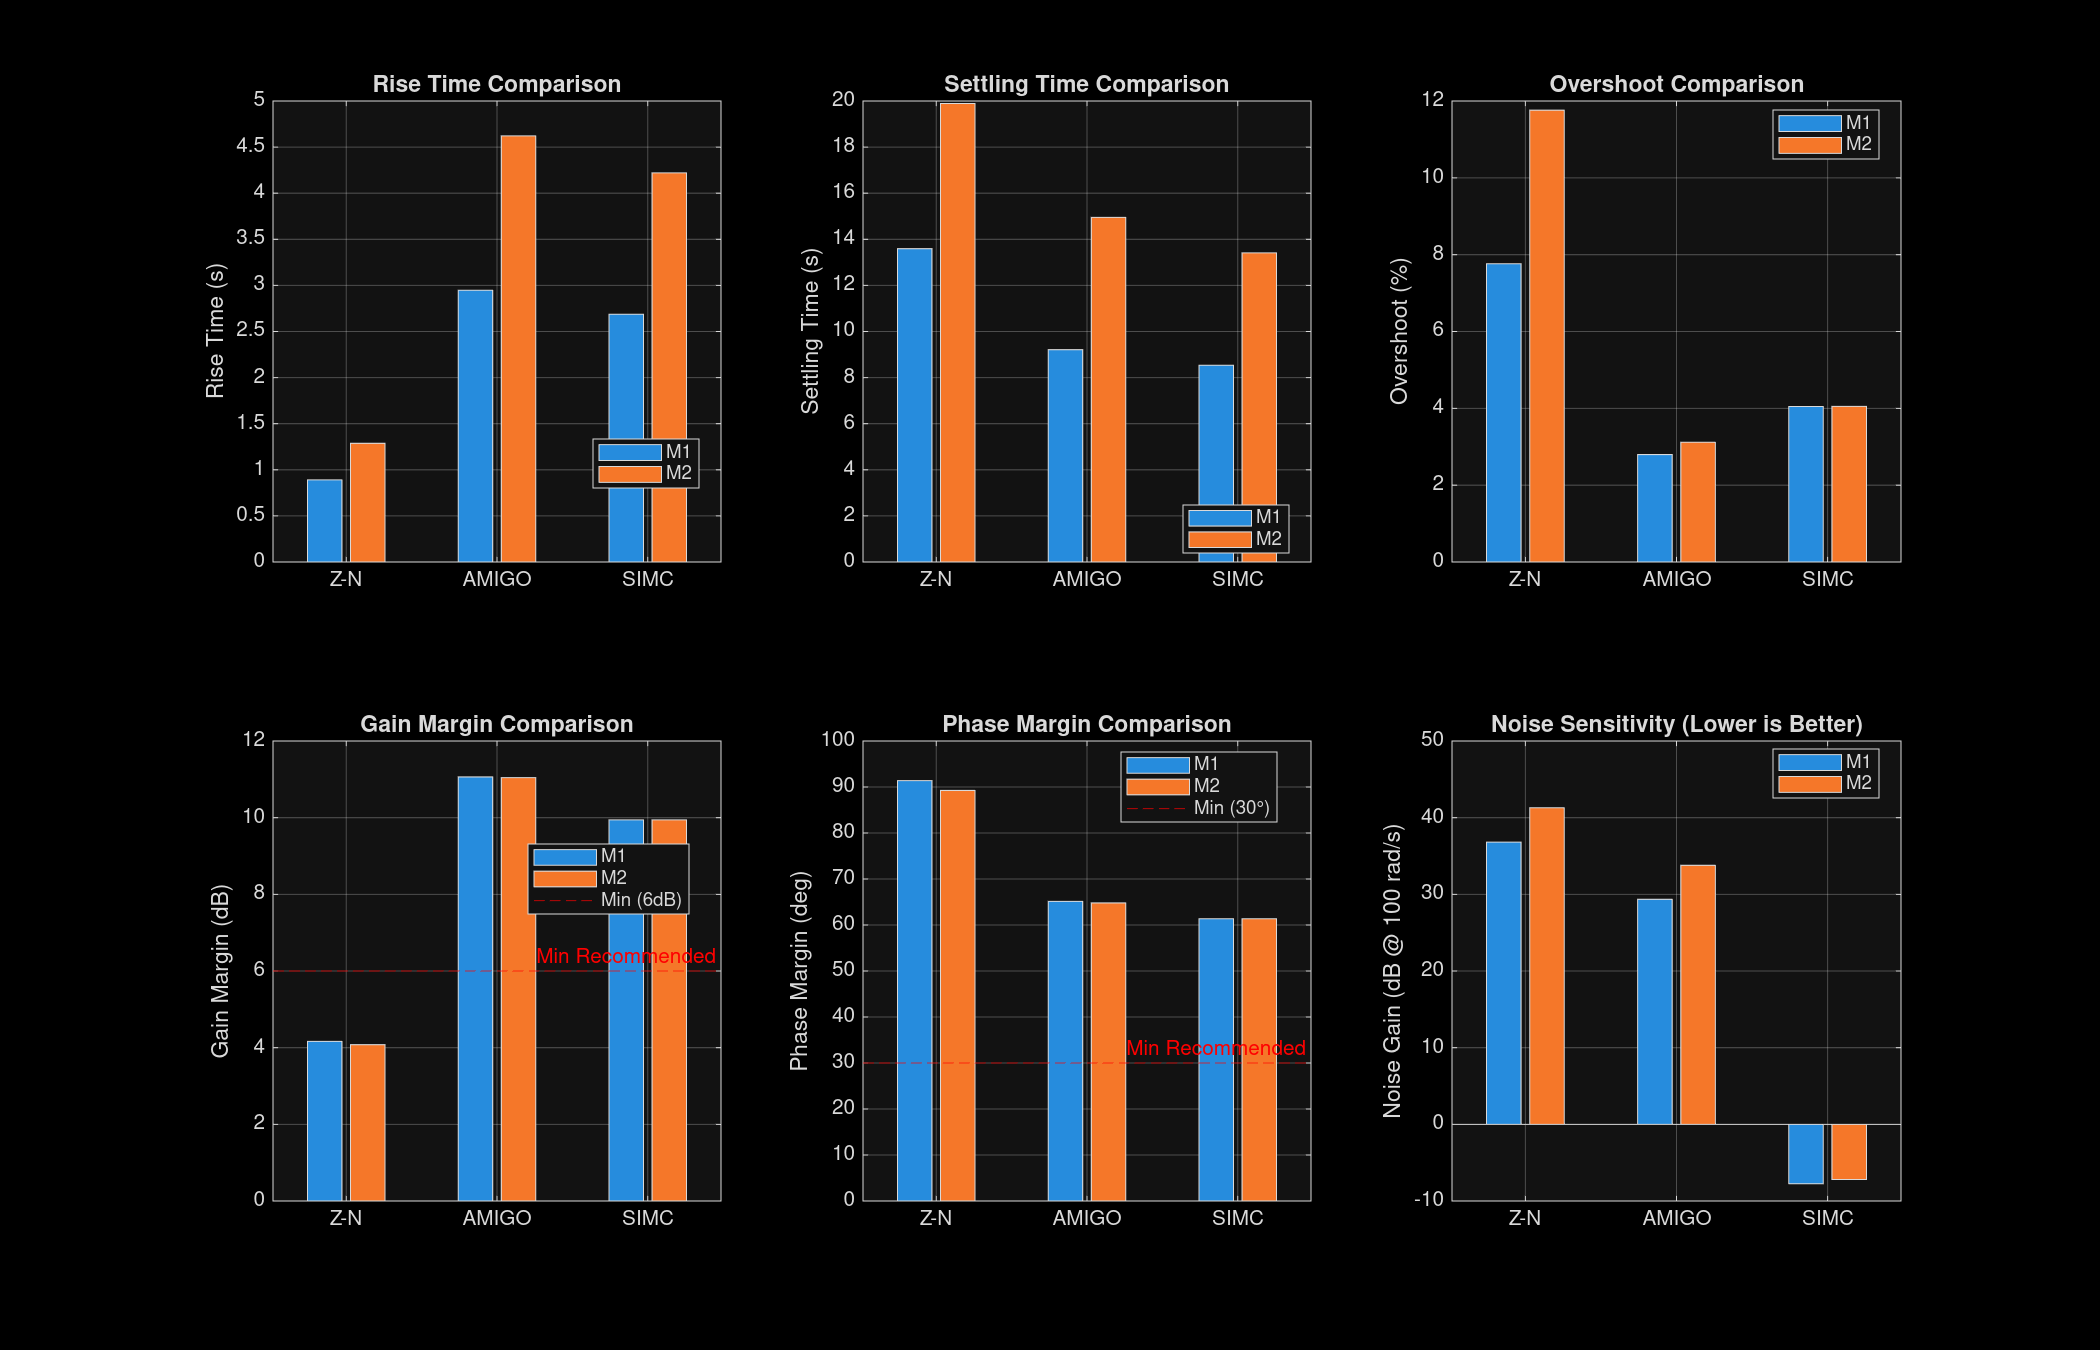 Rise Time Comparison
Rise Time (s)
5
4.5
4
3.5
3
2.5
2
1.5
1
0.5
0
Z-N AMIGO SIMC
M1
M2
Settling Time Comparison
Settling Time (s)
20
18
16
14
12
10
8
6
4
2
0
Z-N AMIGO SIMC
M1
M2
Overshoot Comparison
Overshoot (%)
12
10
8
6
4
2
0
Z-N AMIGO SIMC
M1
M2
Gain Margin Comparison
Gain Margin (dB)
12
10
8
6
4
2
0
Z-N AMIGO SIMC
M1
M2
Min (6dB)
Min Recommended
Phase Margin Comparison
Phase Margin (deg)
100
90
80
70
60
50
40
30
20
10
0
Z-N AMIGO SIMC
M1
M2
Min (30°)
Min Recommended
Noise Sensitivity (Lower is Better)
Noise Gain (dB @ 100 rad/s)
50
40
30
20
10
0
-10
Z-N AMIGO SIMC
M1
M2